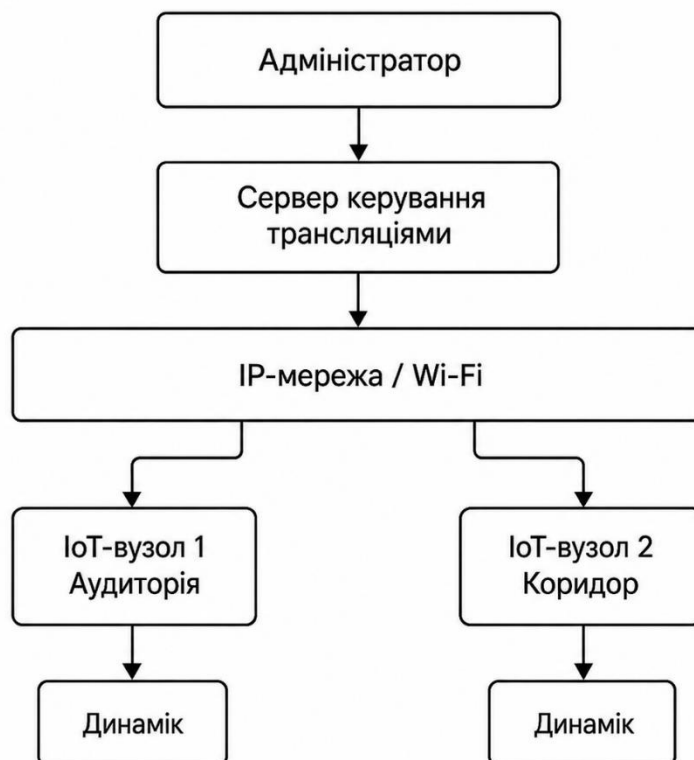 Адміністратор
Сервер керування
трансляціями
IP-мережа / Wi-Fi
IoT-вузол 1
Аудиторія
IoT-вузол 2
Коридор
Динамік
Динамік